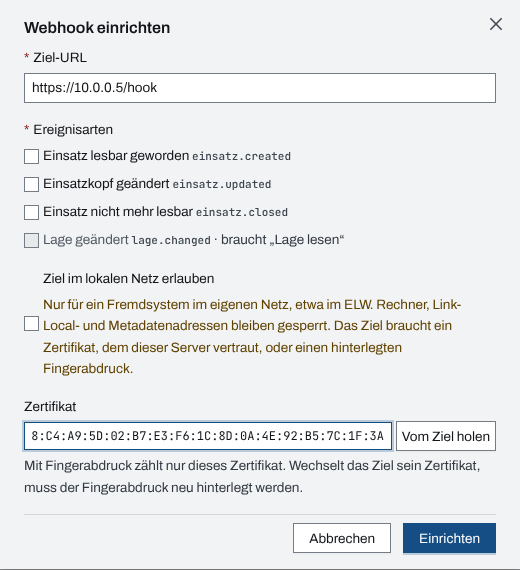 Webhook einrichten
* Ziel-URL
https://10.0.0.5/hook
* Ereignisarten
Einsatz lesbar geworden einsatz.created
Einsatzkopf geändert einsatz.updated
Einsatz nicht mehr lesbar einsatz.closed
Lage geändert lage.changed · braucht „Lage lesen“
Ziel im lokalen Netz erlauben
Nur für ein Fremdsystem im eigenen Netz, etwa im ELW. Rechner, Link-
Local- und Metadatenadressen bleiben gesperrt. Das Ziel braucht ein
Zertifikat, dem dieser Server vertraut, oder einen hinterlegten
Fingerabdruck.
Zertifikat
8:C4:A9:5D:02:B7:E3:F6:1C:8D:0A:4E:92:B5:7C:1F:3A
Vom Ziel holen
Mit Fingerabdruck zählt nur dieses Zertifikat. Wechselt das Ziel sein Zertifikat,
muss der Fingerabdruck neu hinterlegt werden.
Abbrechen
Einrichten